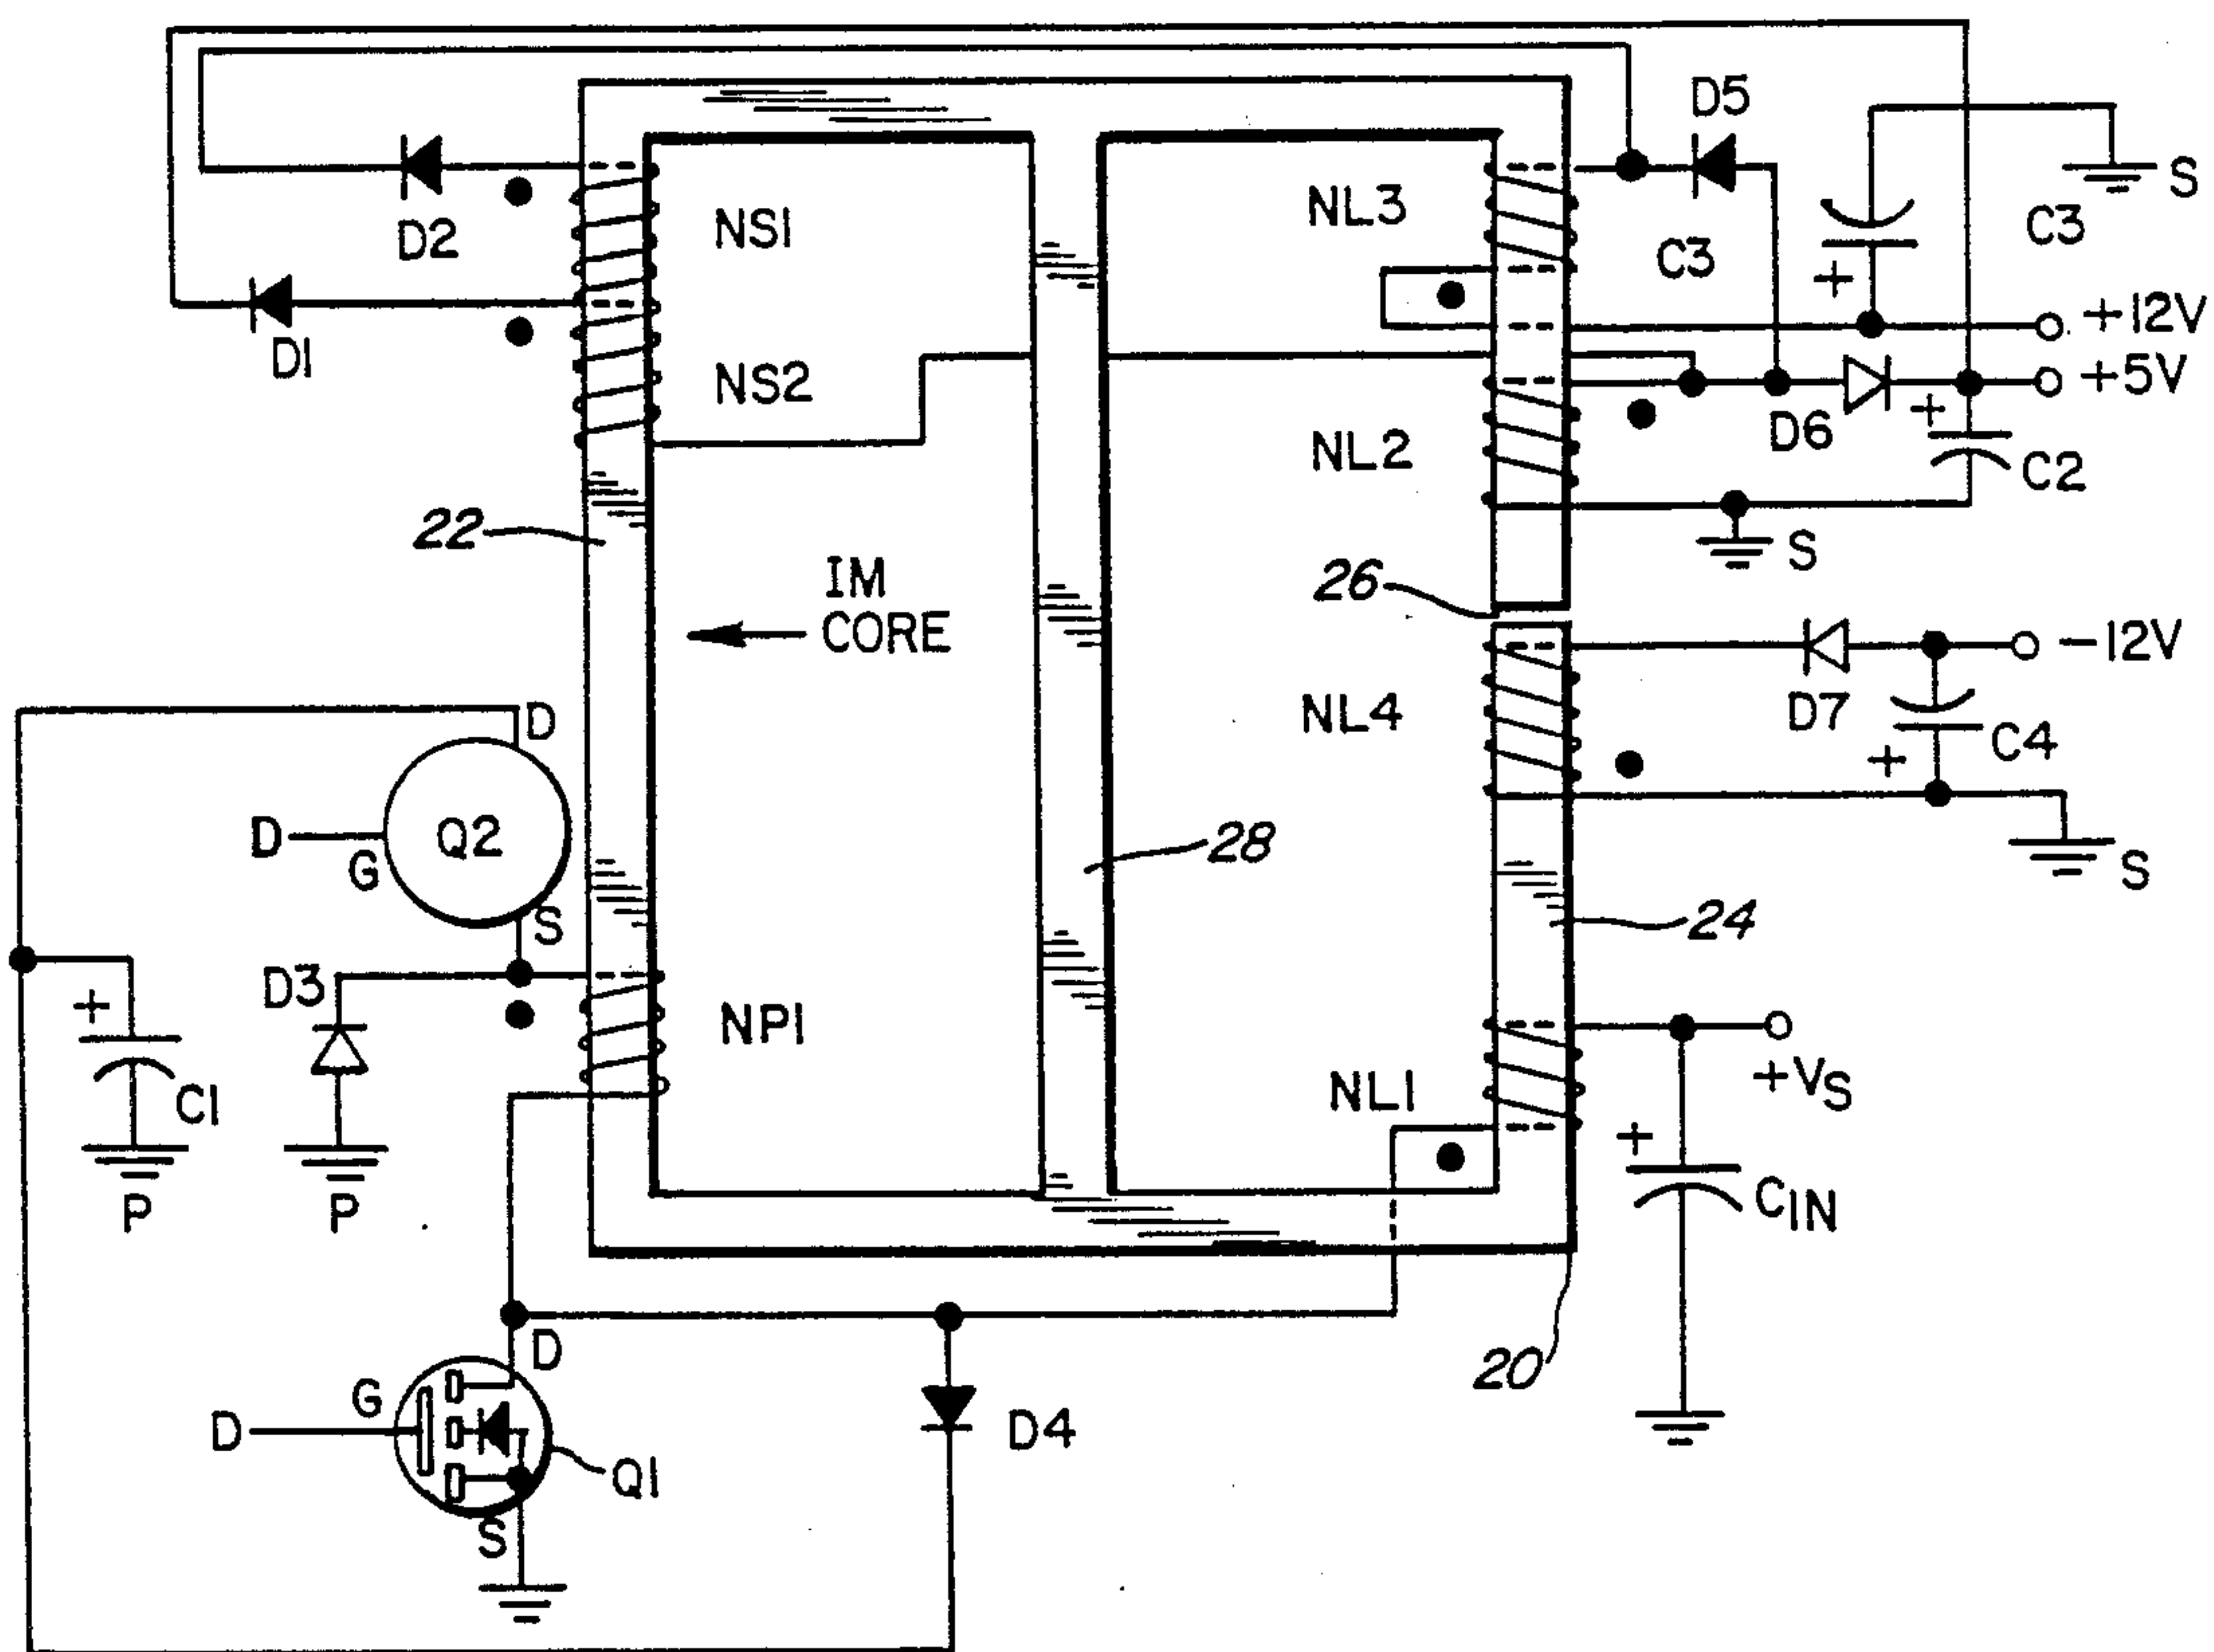 D5
S
D2
NS1
NL3
C3
C3
+
+12V
D1
NS2
+5V
+
D6
NL2
C2
22
S
IM
CORE
26
-12V
D
NL4
D7
C4
+
D
G
Q2
28
S
S
24
D3
+
NP1
C1
NL1
+VS
+
P
P
CIN
D
20
G
D
D4
Q1
S